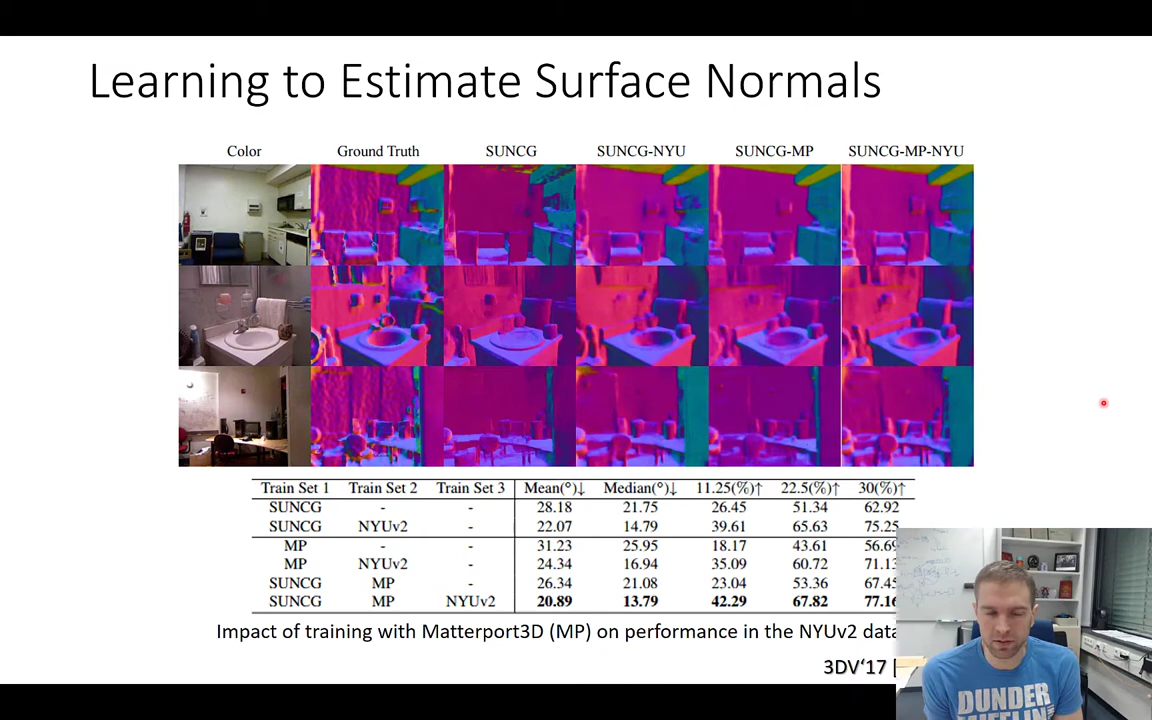 Learning to Estimate Surface Normals
Color Ground Truth SUNCG SUNCG-NYU SUNCG-MP SUNCG-MP-NYU
Train Set 1 Train Set 2 Train Set 3 Mean(°)↓ Median(°)↓ 11.25(%)↑ 22.5(%)↑ 30(%)↑
SUNCG - - 28.18 21.75 26.45 51.34 62.92
SUNCG NYUv2 - 22.07 14.79 39.61 65.63 75.25
MP - - 31.23 25.95 18.17 43.61 56.69
MP NYUv2 - 24.34 16.94 35.09 60.72 71.13
SUNCG MP - 26.34 21.08 23.04 53.36 67.45
SUNCG MP NYUv2 20.89 13.79 42.29 67.82 77.16
Impact of training with Matterport3D (MP) on performance in the NYUv2 data
3DV‘17 [
DUNDER
MIFFLIN